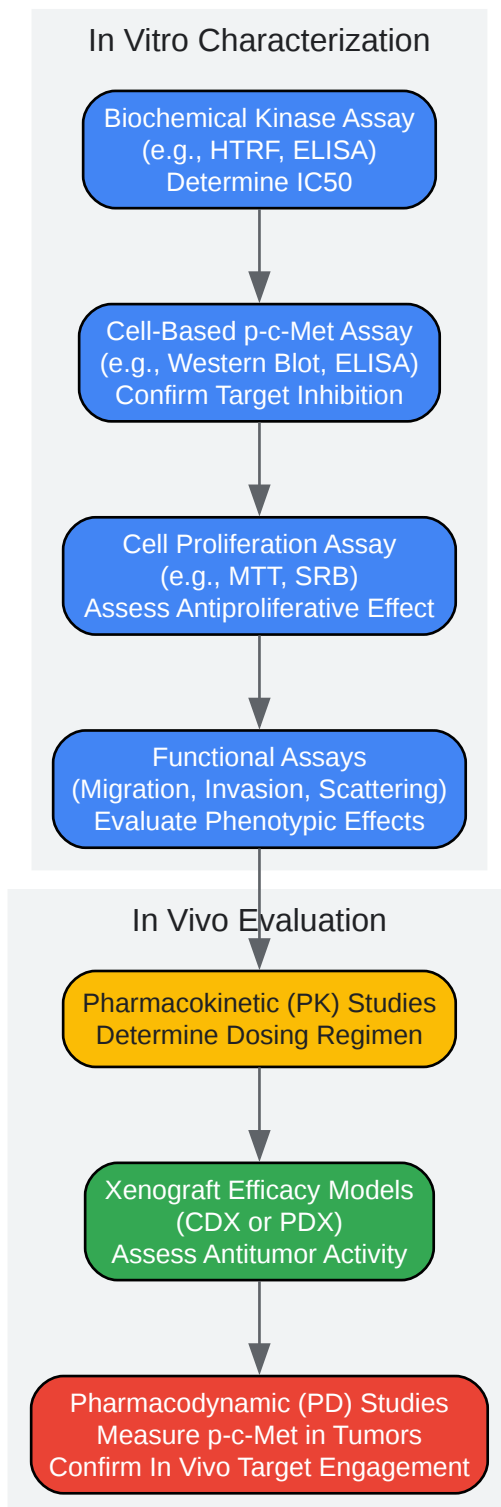 In Vitro Characterization
Biochemical Kinase Assay
(e.g., HTRF, ELISA)
Determine IC50
Cell-Based p-c-Met Assay
(e.g., Western Blot, ELISA)
Confirm Target Inhibition
Cell Proliferation Assay
(e.g., MTT, SRB)
Assess Antiproliferative Effect
Functional Assays
(Migration, Invasion, Scattering)
Evaluate Phenotypic Effects
In Vivo Evaluation
Pharmacokinetic (PK) Studies
Determine Dosing Regimen
Xenograft Efficacy Models
(CDX or PDX)
Assess Antitumor Activity
Pharmacodynamic (PD) Studies
Measure p-c-Met in Tumors
Confirm In Vivo Target Engagement